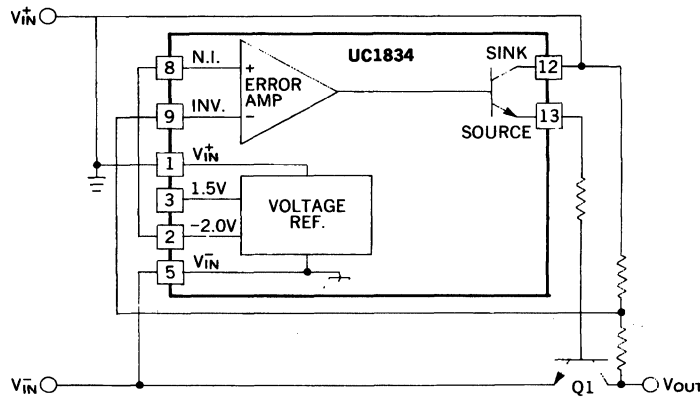 V+IN
UC1834
SINK
8 N.I.
12
+
ERROR
AMP
9 INV.
−
13
SOURCE
1 V+IN
3 1.5V
VOLTAGE
REF.
2 -2.0V
5 V−IN
V−IN
Q1
VOUT